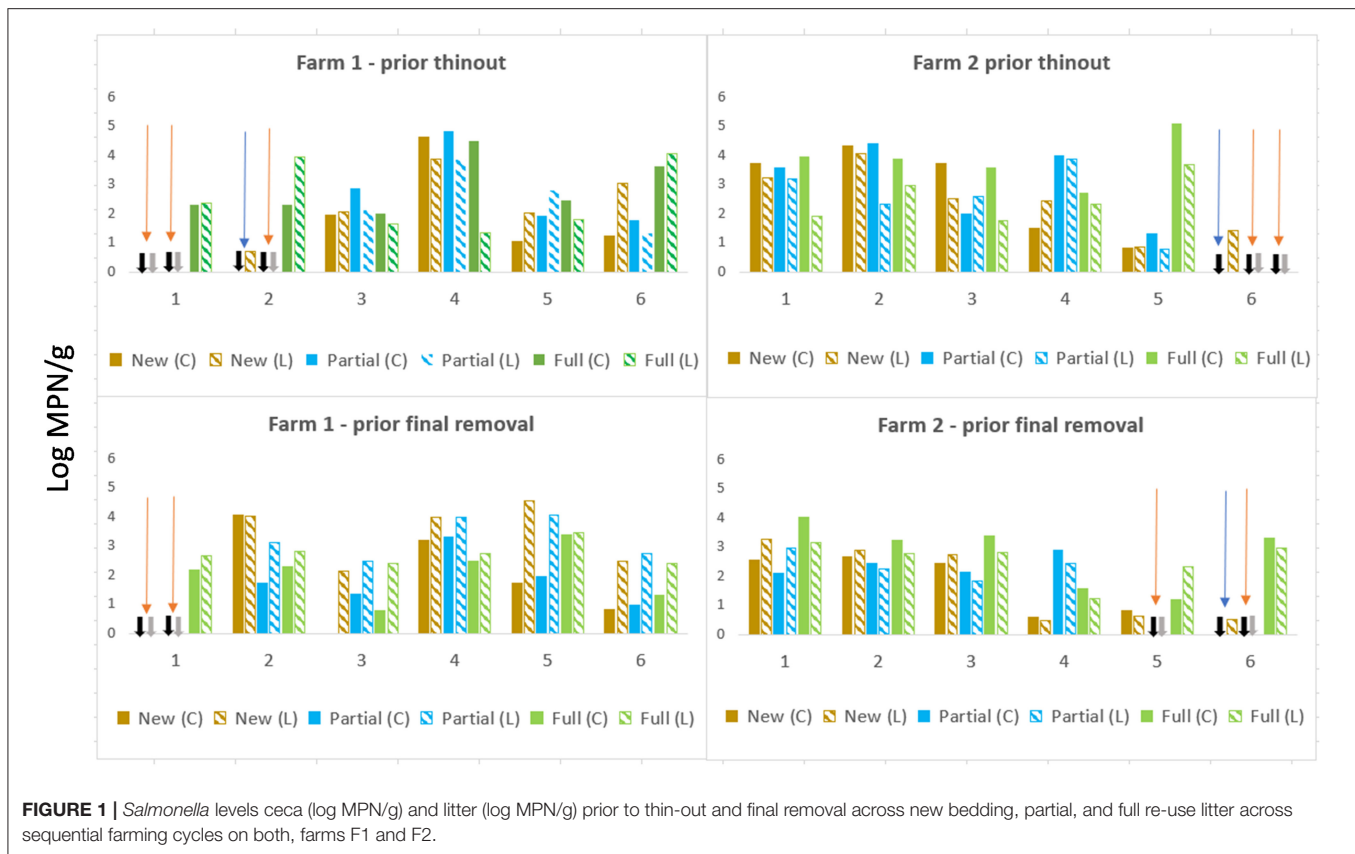 Farm 1 - prior thinout
6
5
4
3
2
1
0
1 2 3 4 5 6
New (C) New (L) Partial (C) Partial (L) Full (C) Full (L)
Farm 2 prior thinout
6
5
4
3
2
1
0
1 2 3 4 5 6
New (C) New (L) Partial (C) Partial (L) Full (C) Full (L)
Log MPN/g
Farm 1 - prior final removal
6
5
4
3
2
1
0
1 2 3 4 5 6
New (C) New (L) Partial (C) Partial (L) Full (C) Full (L)
Farm 2 - prior final removal
6
5
4
3
2
1
0
1 2 3 4 5 6
New (C) New (L) Partial (C) Partial (L) Full (C) Full (L)
FIGURE 1 | Salmonella levels ceca (log MPN/g) and litter (log MPN/g) prior to thin-out and final removal across new bedding, partial, and full re-use litter across
sequential farming cycles on both, farms F1 and F2.